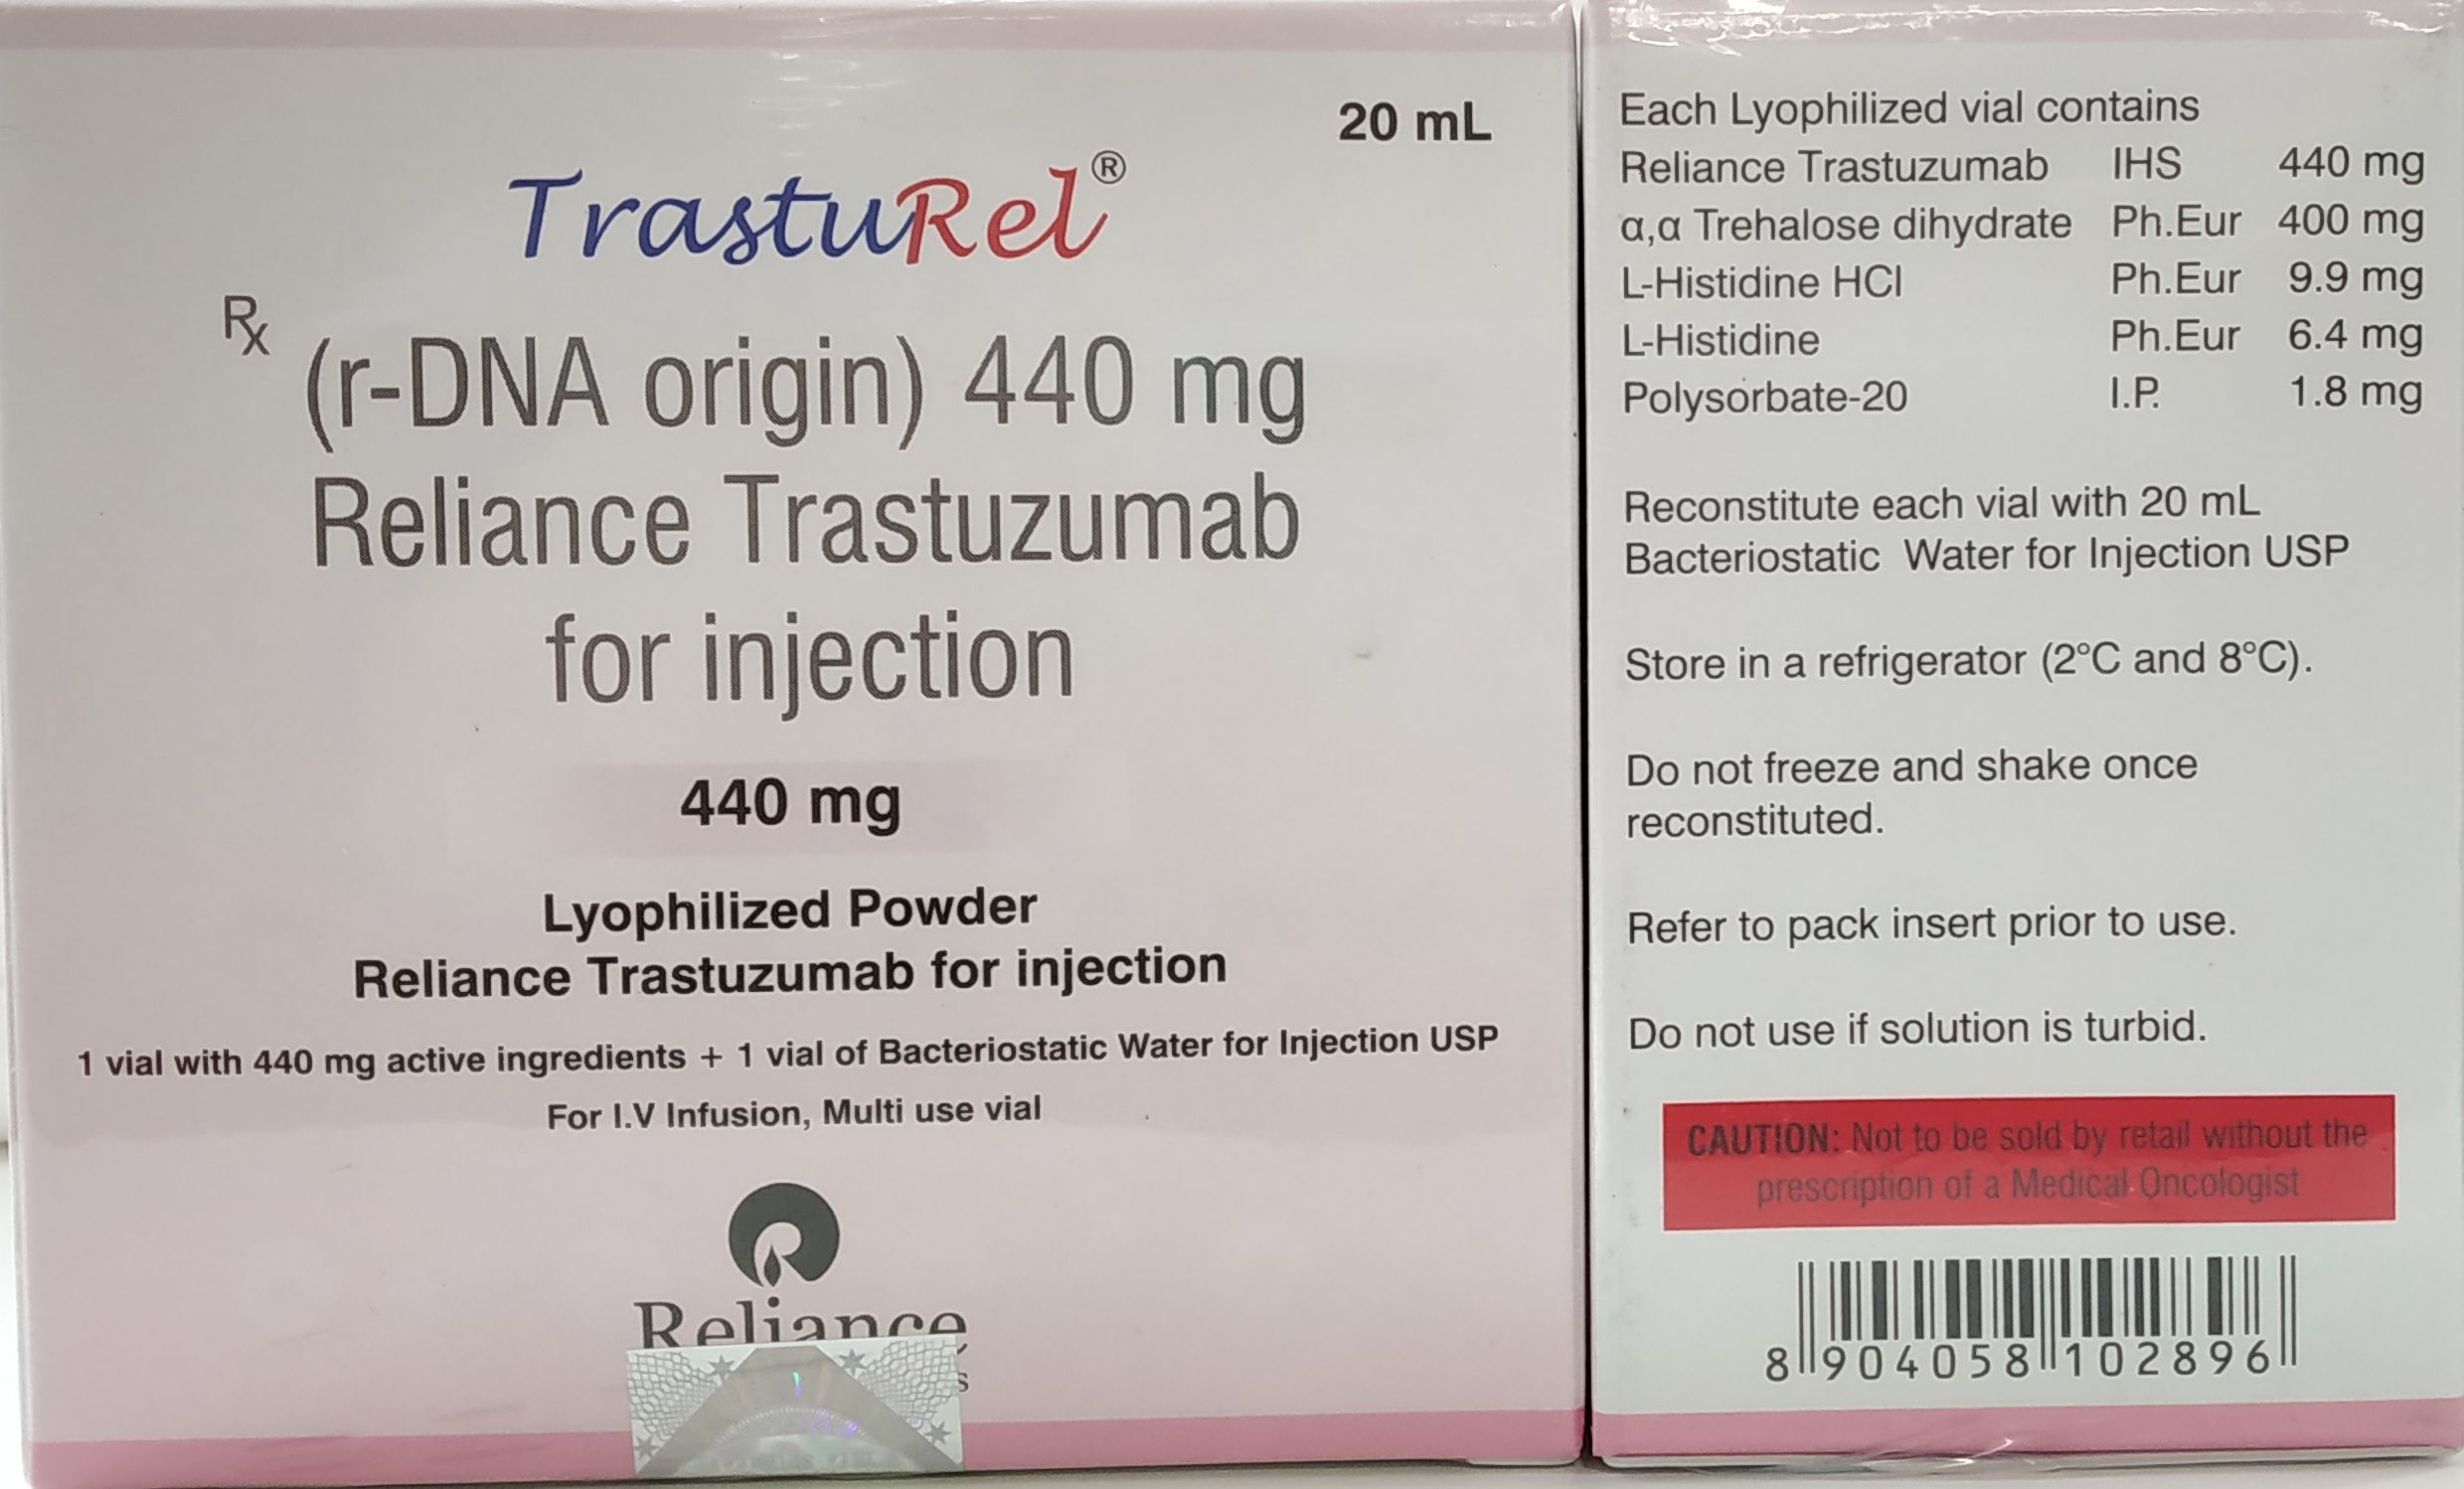 20 mL
TrastuRel®
Rx
(r-DNA origin) 440 mg
Reliance Trastuzumab
for injection
440 mg
Lyophilized Powder
Reliance Trastuzumab for injection
1 vial with 440 mg active ingredients + 1 vial of Bacteriostatic Water for Injection USP
For I.V Infusion, Multi use vial
Reliance
Each Lyophilized vial contains
Reliance Trastuzumab IHS 440 mg
α,α Trehalose dihydrate Ph.Eur 400 mg
L-Histidine HCl Ph.Eur 9.9 mg
L-Histidine Ph.Eur 6.4 mg
Polysorbate-20 I.P. 1.8 mg
Reconstitute each vial with 20 mL
Bacteriostatic Water for Injection USP
Store in a refrigerator (2°C and 8°C).
Do not freeze and shake once
reconstituted.
Refer to pack insert prior to use.
Do not use if solution is turbid.
CAUTION: Not to be sold by retail without the
prescription of a Medical Oncologist
8 904058 102896